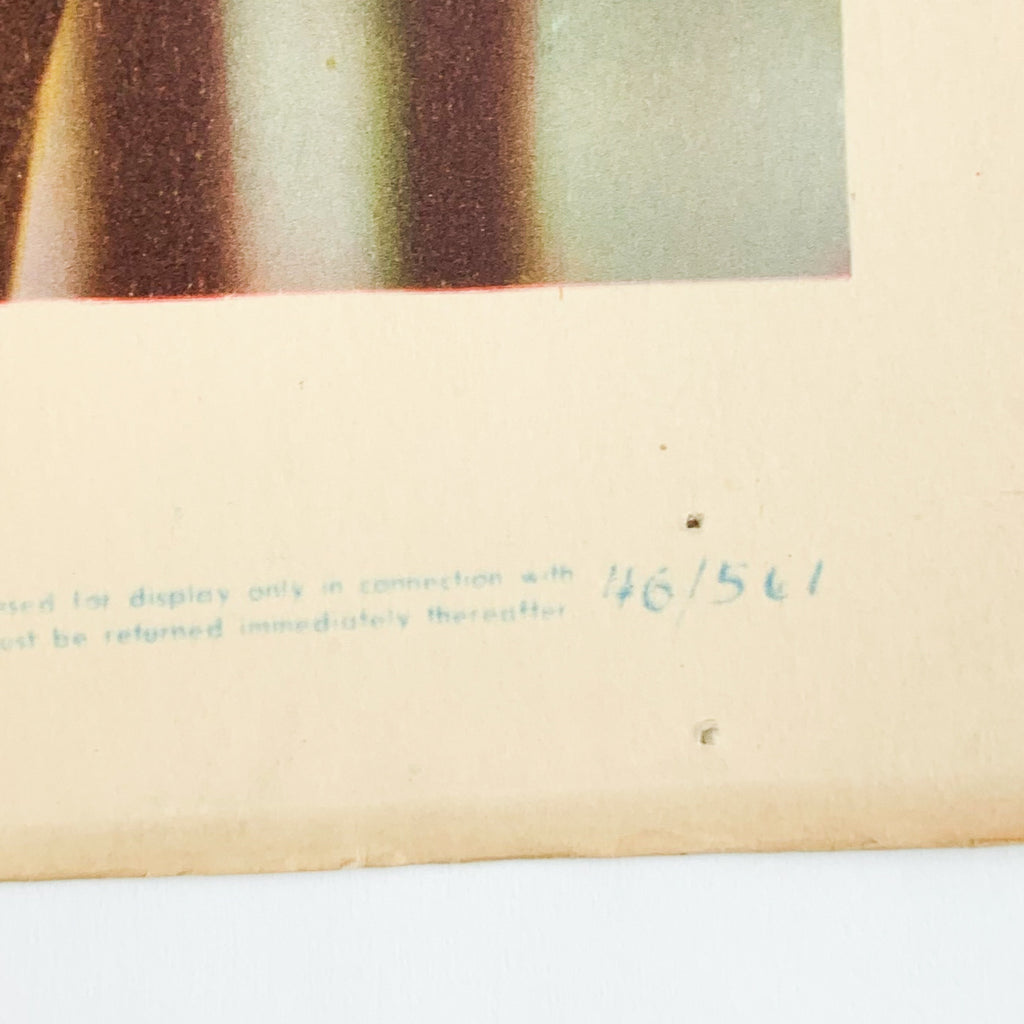 for display only in connection with 46/561
be returned immediately thereafter.